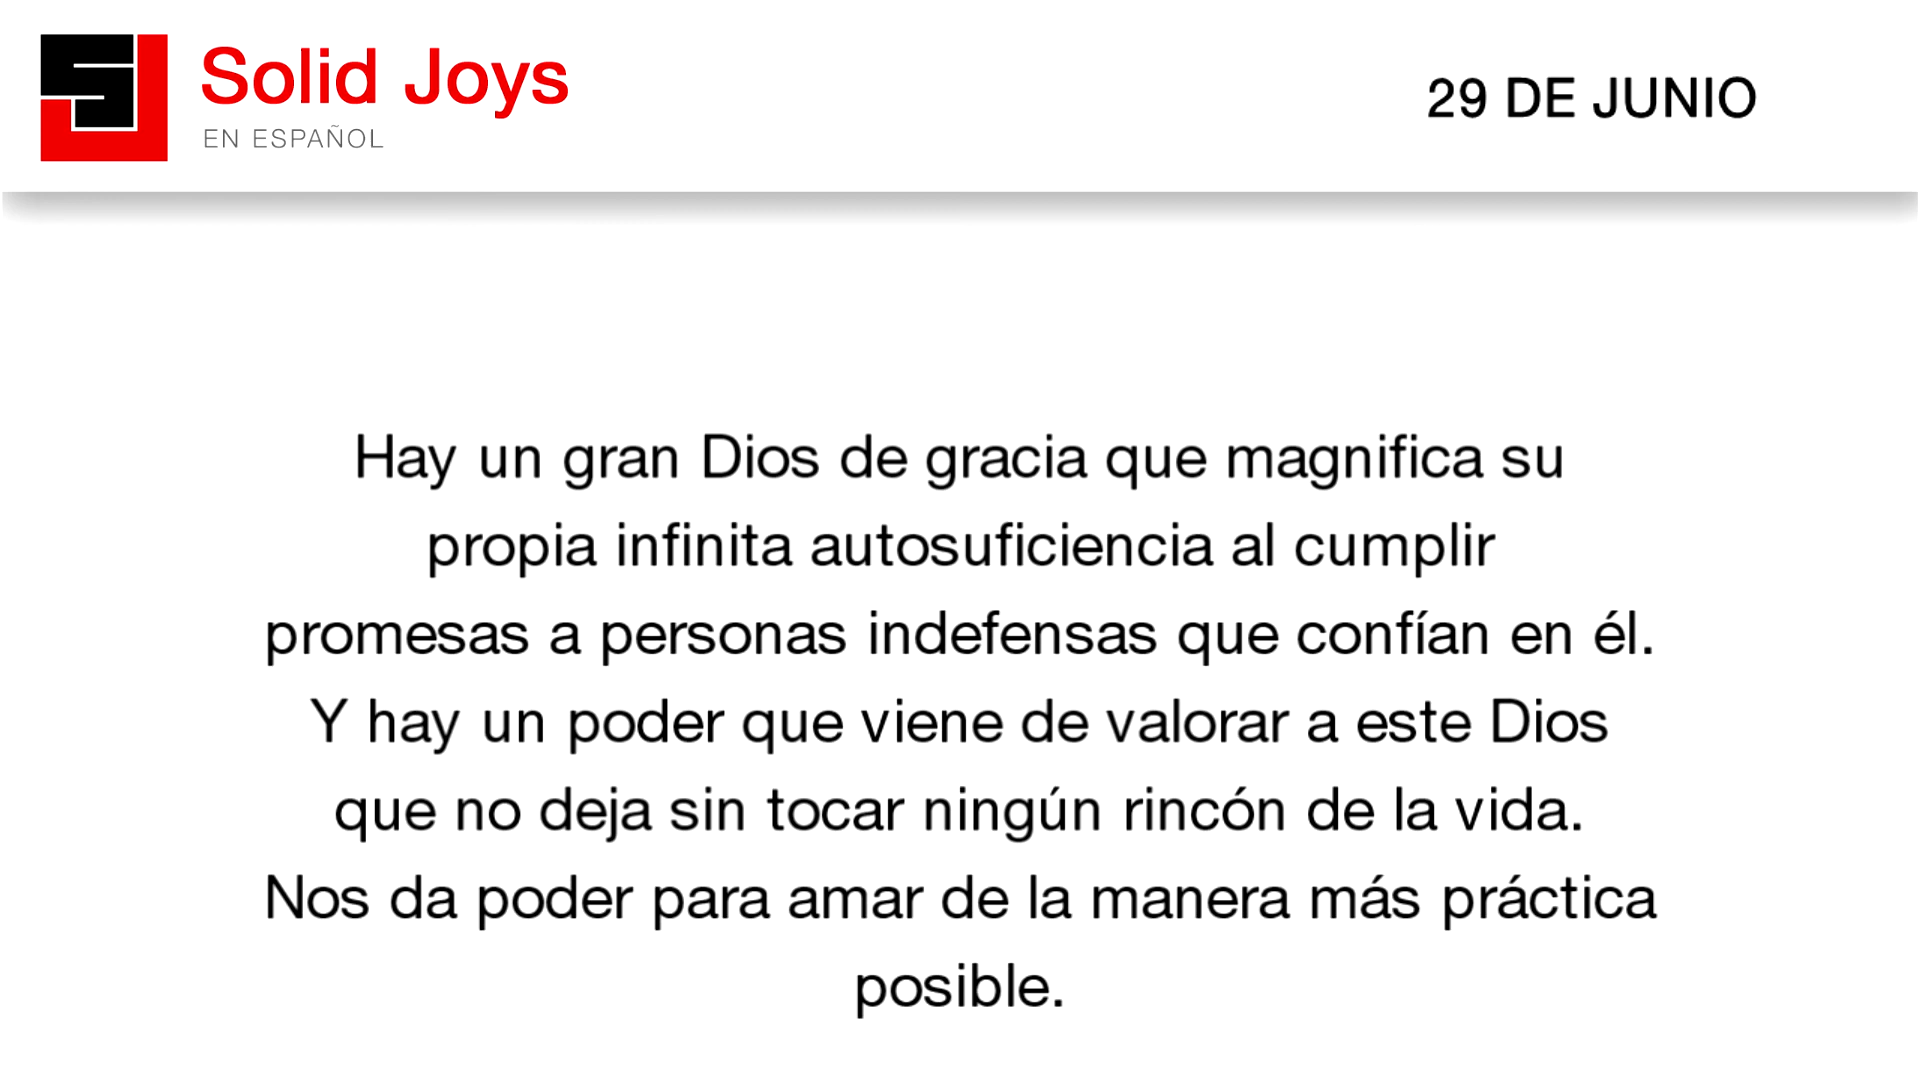 Solid Joys
EN ESPAÑOL
29 DE JUNIO
Hay un gran Dios de gracia que magnifica su
propia infinita autosuficiencia al cumplir
promesas a personas indefensas que confían en él.
Y hay un poder que viene de valorar a este Dios
que no deja sin tocar ningún rincón de la vida.
Nos da poder para amar de la manera más práctica
posible.